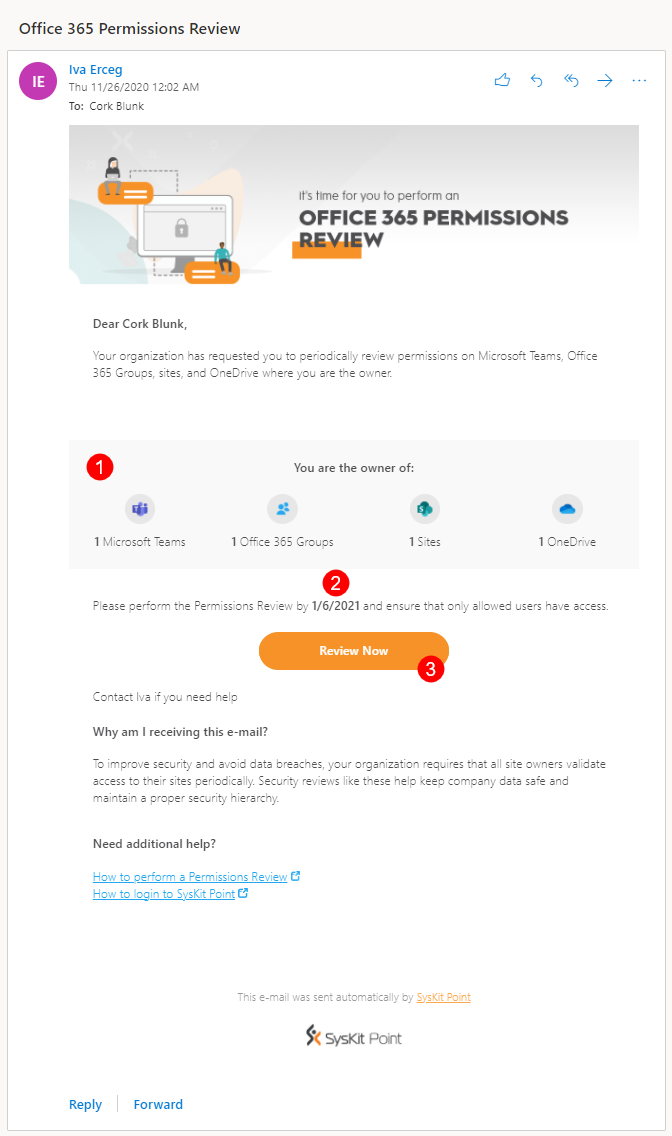 Office 365 Permissions Review
IE
Iva Erceg
Thu 11/26/2020 12:02 AM
To: Cork Blunk
It's time for you to perform an
OFFICE 365 PERMISSIONS
REVIEW
Dear Cork Blunk,
Your organization has requested you to periodically review permissions on Microsoft Teams, Office
365 Groups, sites, and OneDrive where you are the owner.
1
You are the owner of:
1 Microsoft Teams
1 Office 365 Groups
1 Sites
1 OneDrive
2
Please perform the Permissions Review by 1/6/2021 and ensure that only allowed users have access.
Review Now
3
Contact Iva if you need help
Why am I receiving this e-mail?
To improve security and avoid data breaches, your organization requires that all site owners validate
access to their sites periodically. Security reviews like these help keep company data safe and
maintain a proper security hierarchy.
Need additional help?
How to perform a Permissions Review
How to login to SysKit Point
This e-mail was sent automatically by SysKit Point
SysKit Point
Reply
Forward